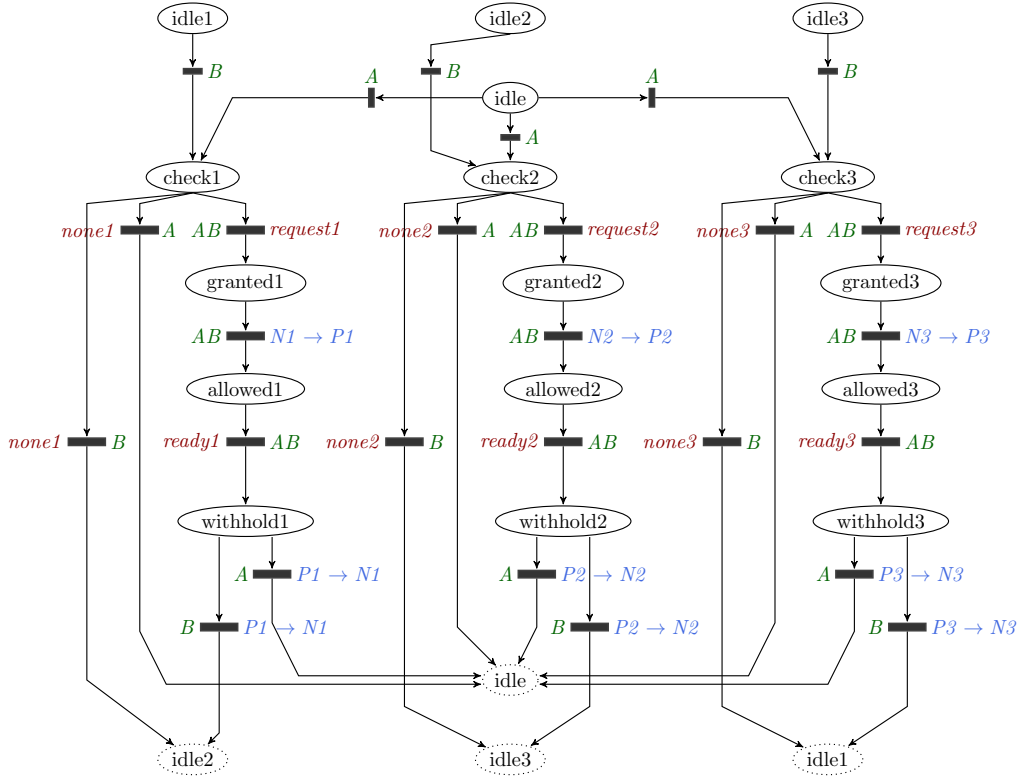 idle1 idle2 idle3
B B B
A idle A
A
check1 check2 check3
none1 A AB request1 none2 A AB request2 none3 A AB request3
granted1 granted2 granted3
AB N1 → P1 AB N2 → P2 AB N3 → P3
allowed1 allowed2 allowed3
none1 B ready1 AB none2 B ready2 AB none3 B ready3 AB
withhold1 withhold2 withhold3
A P1 → N1 A P2 → N2 A P3 → N3
B P1 → N1 B P2 → N2 B P3 → N3
idle
idle2 idle3 idle1